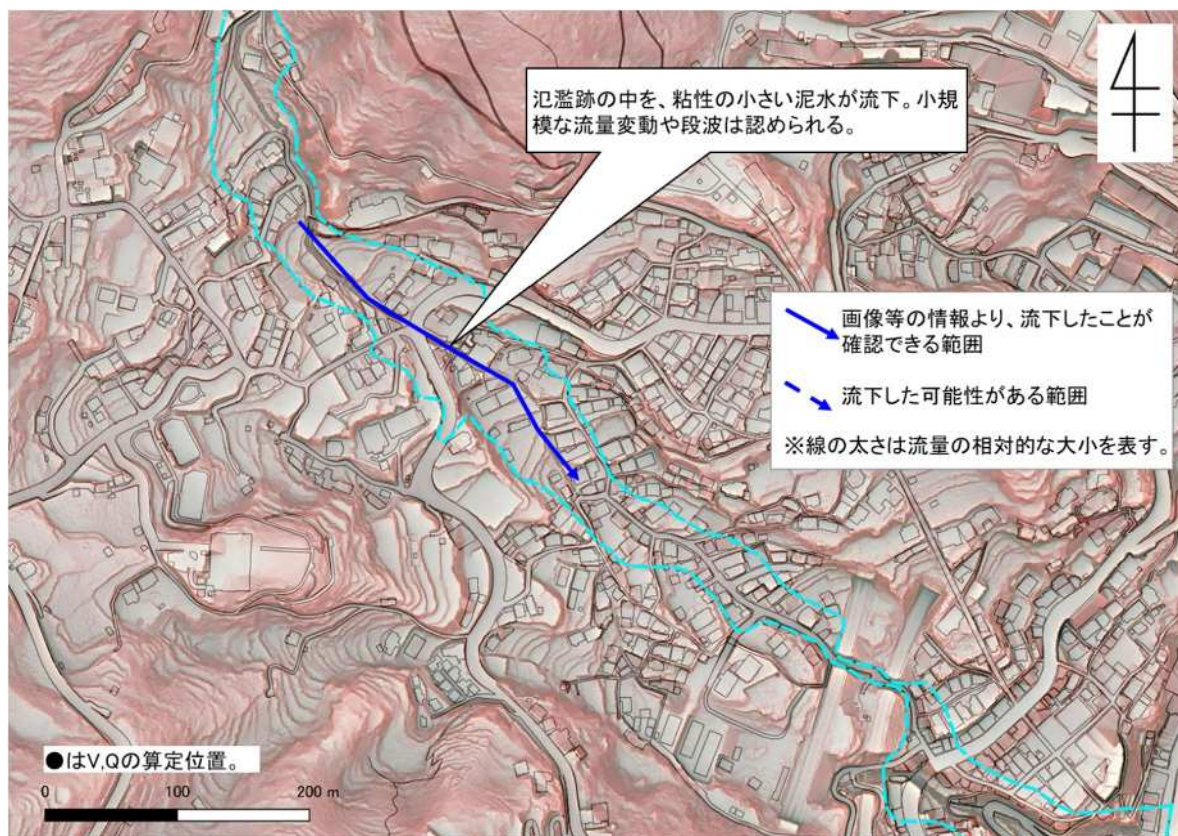 氾濫跡の中を、粘性の小さい泥水が流下。小規
模な流量変動や段波は認められる。
画像等の情報より、流下したことが
確認できる範囲
流下した可能性がある範囲
※線の太さは流量の相対的な大小を表す。
●はV,Qの算定位置。
0 100 200 m